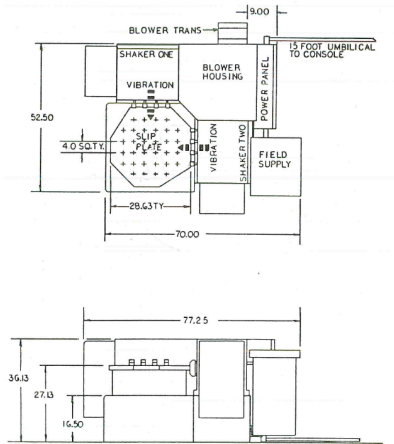 BLOWER TRANS
9.00
15 FOOT UMBILICAL
TO CONSOLE
SHAKER ONE
BLOWER
HOUSING
POWER PANEL
VIBRATION
52.50
4.0 SQ.TY.
SLIP
PLATE
VIBRATION
SHAKER TWO
FIELD
SUPPLY
28.63TY
70.00
77.25
36.13
27.13
16.50